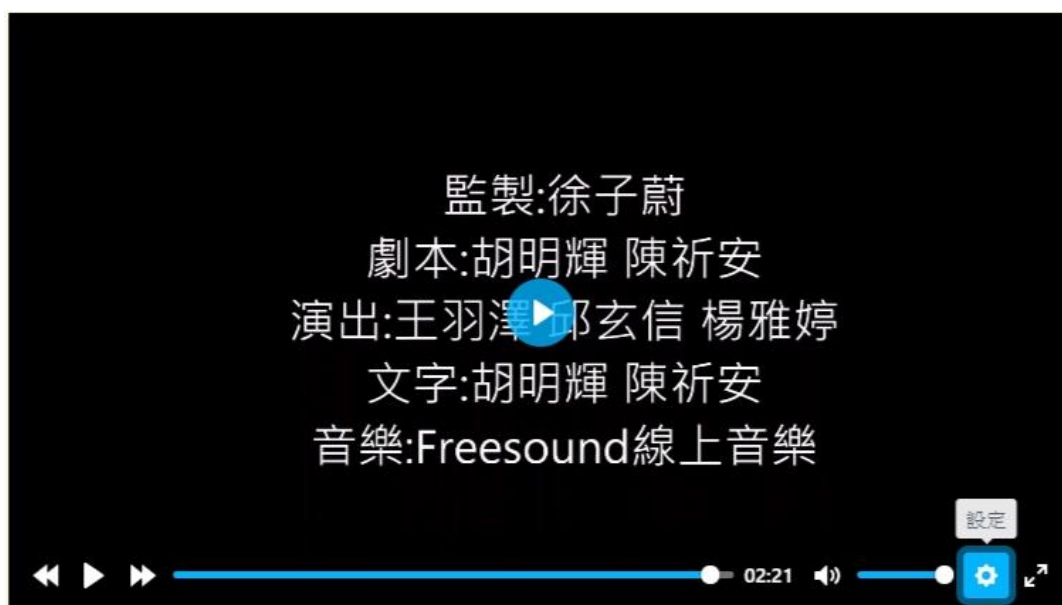 監製:徐子蔚
劇本:胡明輝 陳祈安
演出:王羽澤 邱玄信 楊雅婷
文字:胡明輝 陳祈安
音樂:Freesound線上音樂
設定
02:21